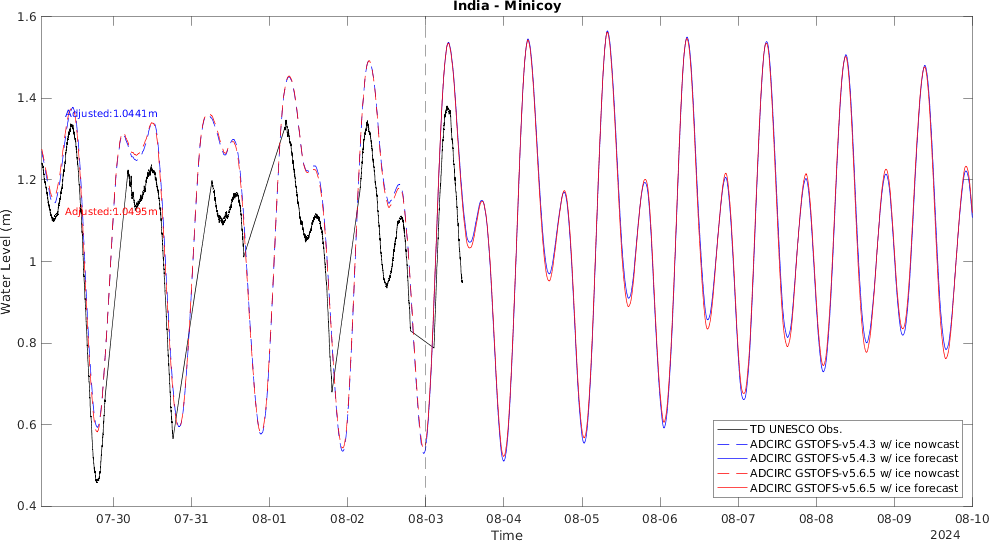 India - Minicoy
1.6
1.4
1.2
1
0.8
0.6
0.4
Water Level (m)
Adjusted:1.0441m
Adjusted:1.0495m
TD UNESCO Obs.
ADCIRC GSTOFS-v5.4.3 w/ ice nowcast
ADCIRC GSTOFS-v5.4.3 w/ ice forecast
ADCIRC GSTOFS-v5.6.5 w/ ice nowcast
ADCIRC GSTOFS-v5.6.5 w/ ice forecast
07-30 07-31 08-01 08-02 08-03 08-04 08-05 08-06 08-07 08-08 08-09 08-10
Time
2024